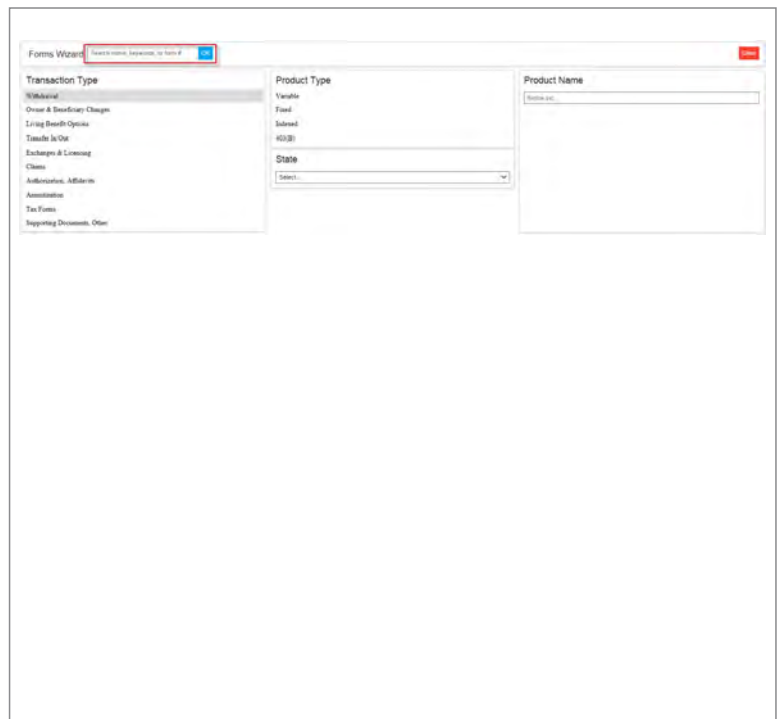 Forms Wizard
Search name, keyword, or form #
OK
Clear
Transaction Type
Withdrawal
Owner & Beneficiary Changes
Living Benefit Options
Transfer In/Out
Exchanges & Licensing
Claims
Authorization, Affidavits
Annuitization
Tax Forms
Supporting Documents, Other
Product Type
Variable
Fixed
Indexed
403(B)
State
Select...
Product Name